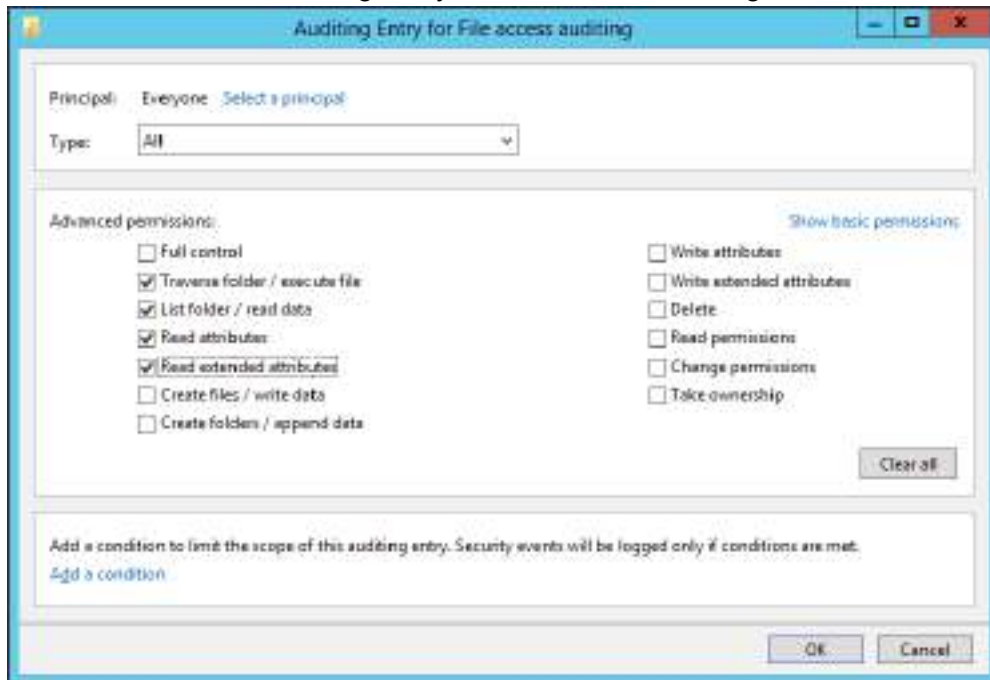 Auditing Entry for File access auditing
Principal: Everyone Select a principal
Type: All
Advanced permissions: Show basic permissions
Full control Write attributes
Traverse folder / execute file Write extended attributes
List folder / read data Delete
Read attributes Read permissions
Read extended attributes Change permissions
Create files / write data Take ownership
Create folders / append data
Clear all
Add a condition to limit the scope of this auditing entry. Security events will be logged only if conditions are met.
Add a condition
OK Cancel